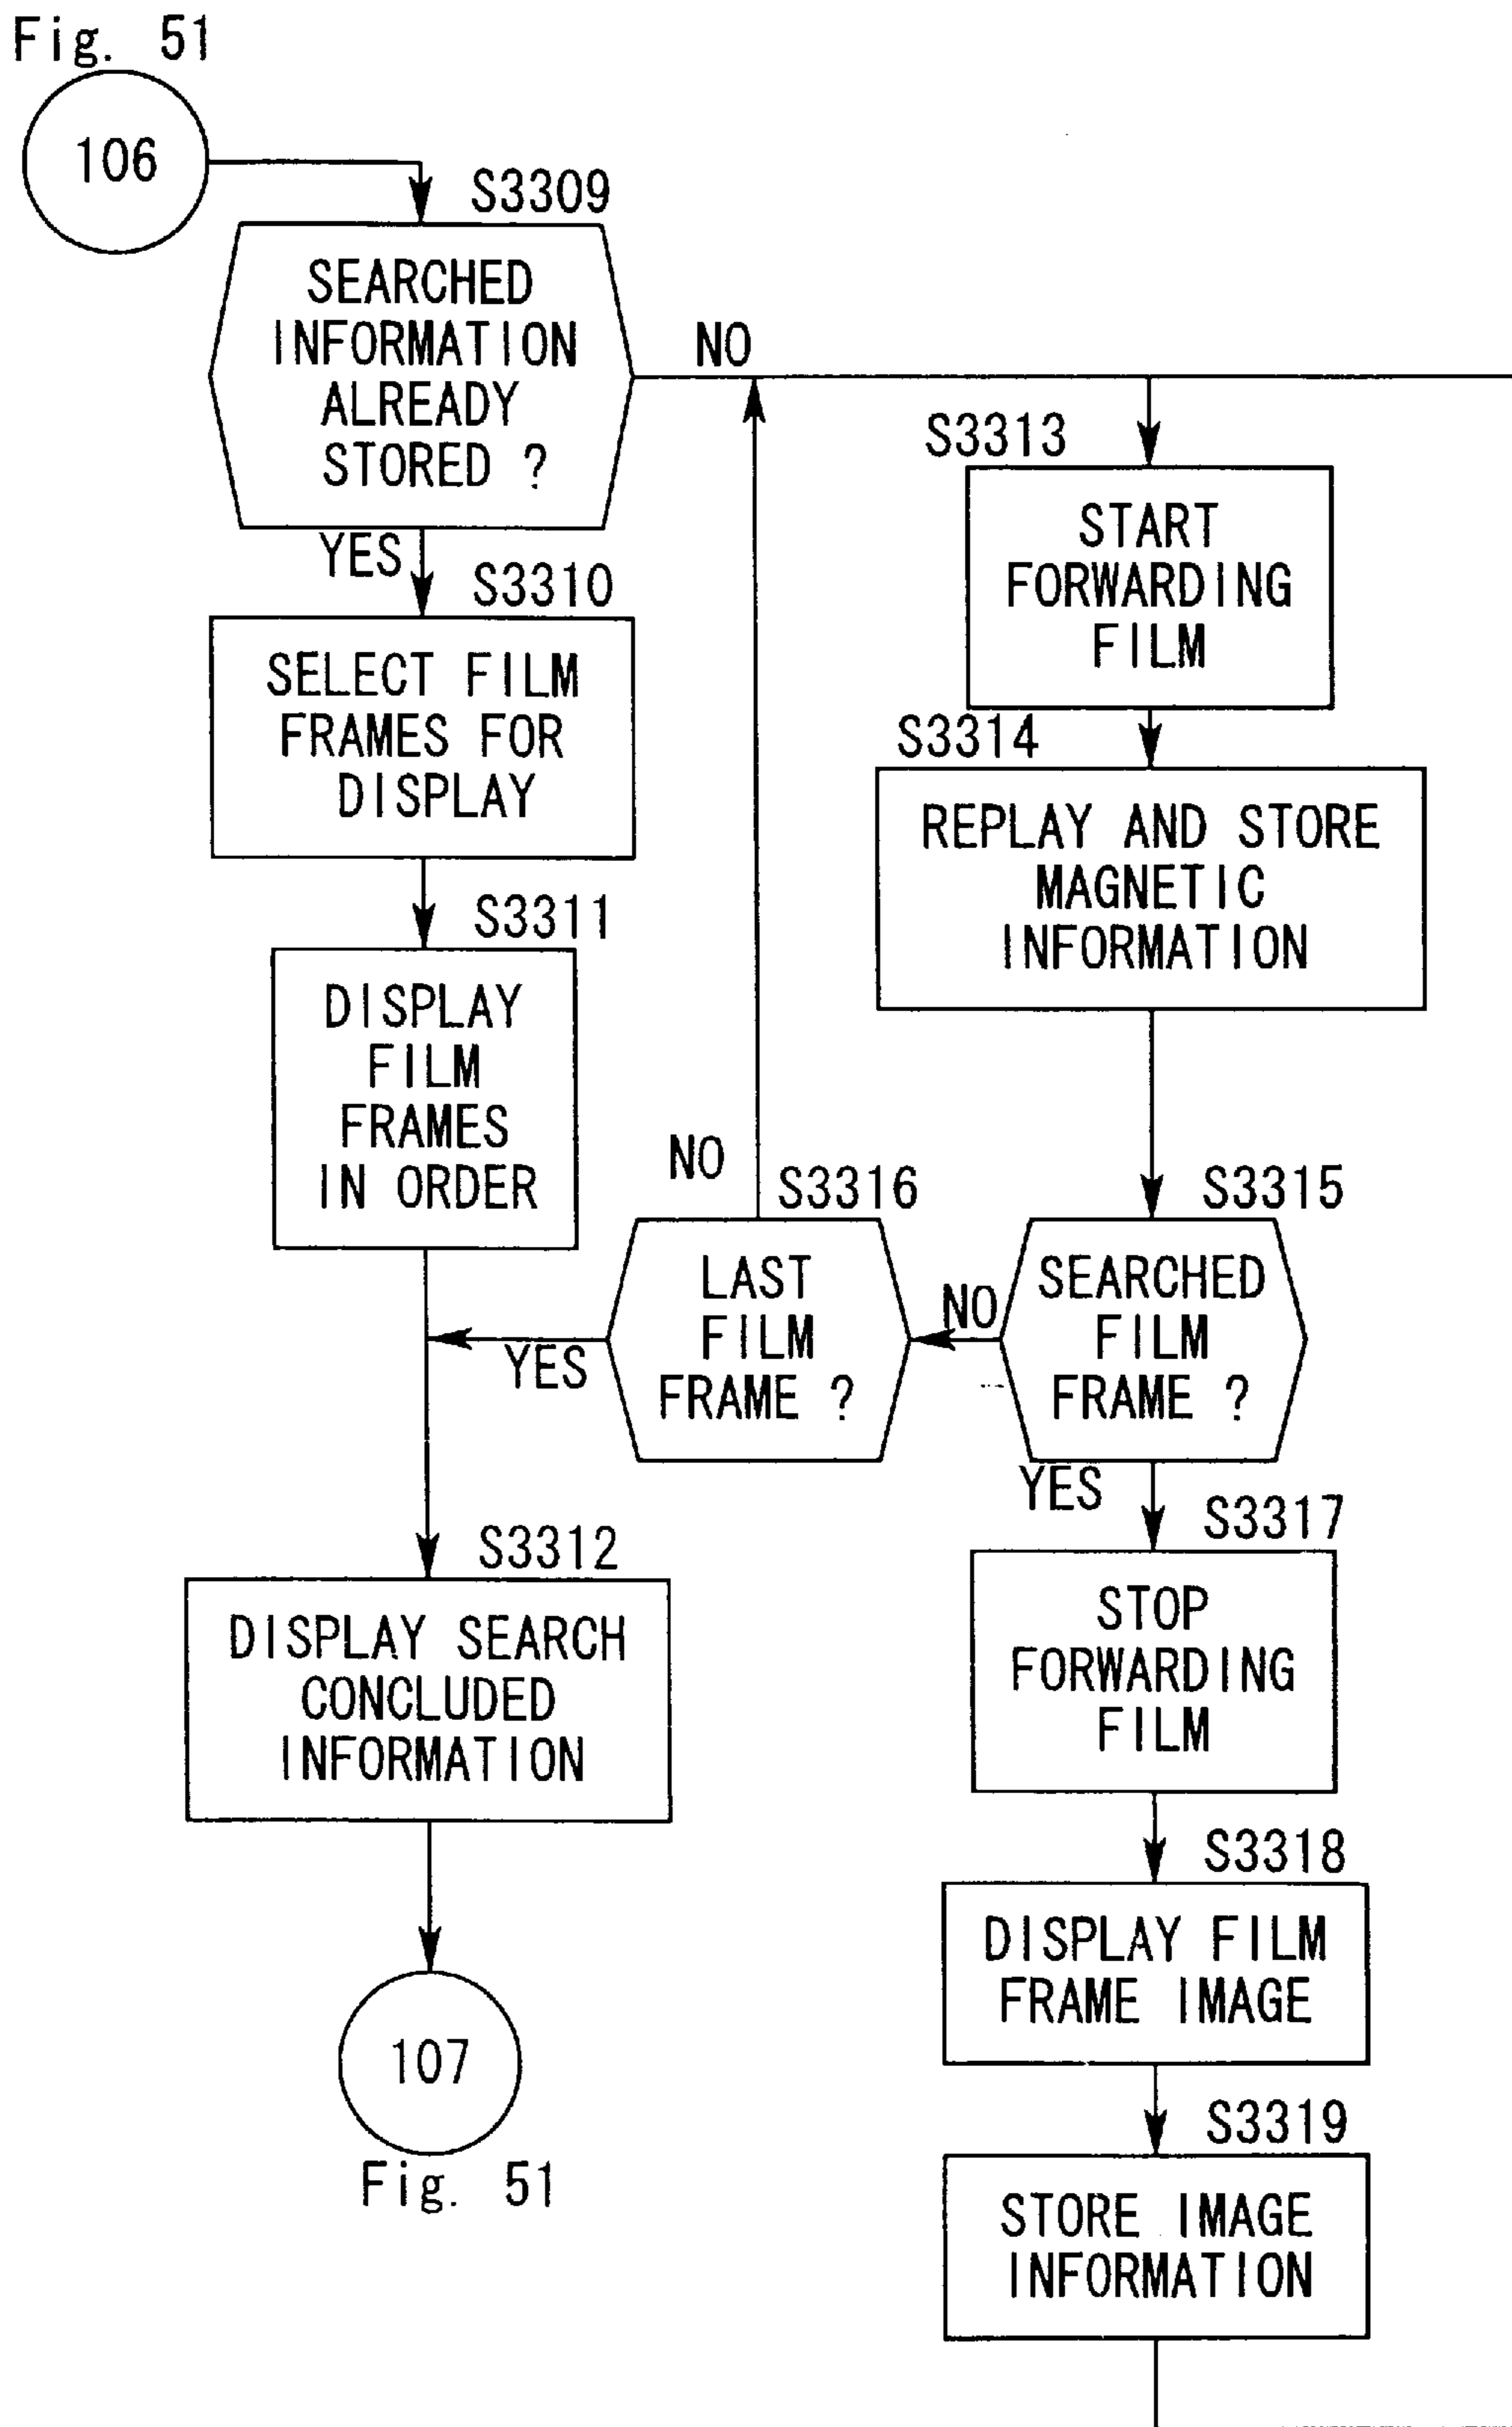 Fig. 51
106
S3309
SEARCHED
INFORMATION
ALREADY
STORED ?
NO
YES
S3310
SELECT FILM
FRAMES FOR
DISPLAY
S3311
DISPLAY
FILM
FRAMES
IN ORDER
S3312
DISPLAY SEARCH
CONCLUDED
INFORMATION
107
Fig. 51
S3313
START
FORWARDING
FILM
S3314
REPLAY AND STORE
MAGNETIC
INFORMATION
S3315
SEARCHED
FILM
FRAME ?
NO
YES
S3316
LAST
FILM
FRAME ?
NO
YES
S3317
STOP
FORWARDING
FILM
S3318
DISPLAY FILM
FRAME IMAGE
S3319
STORE IMAGE
INFORMATION